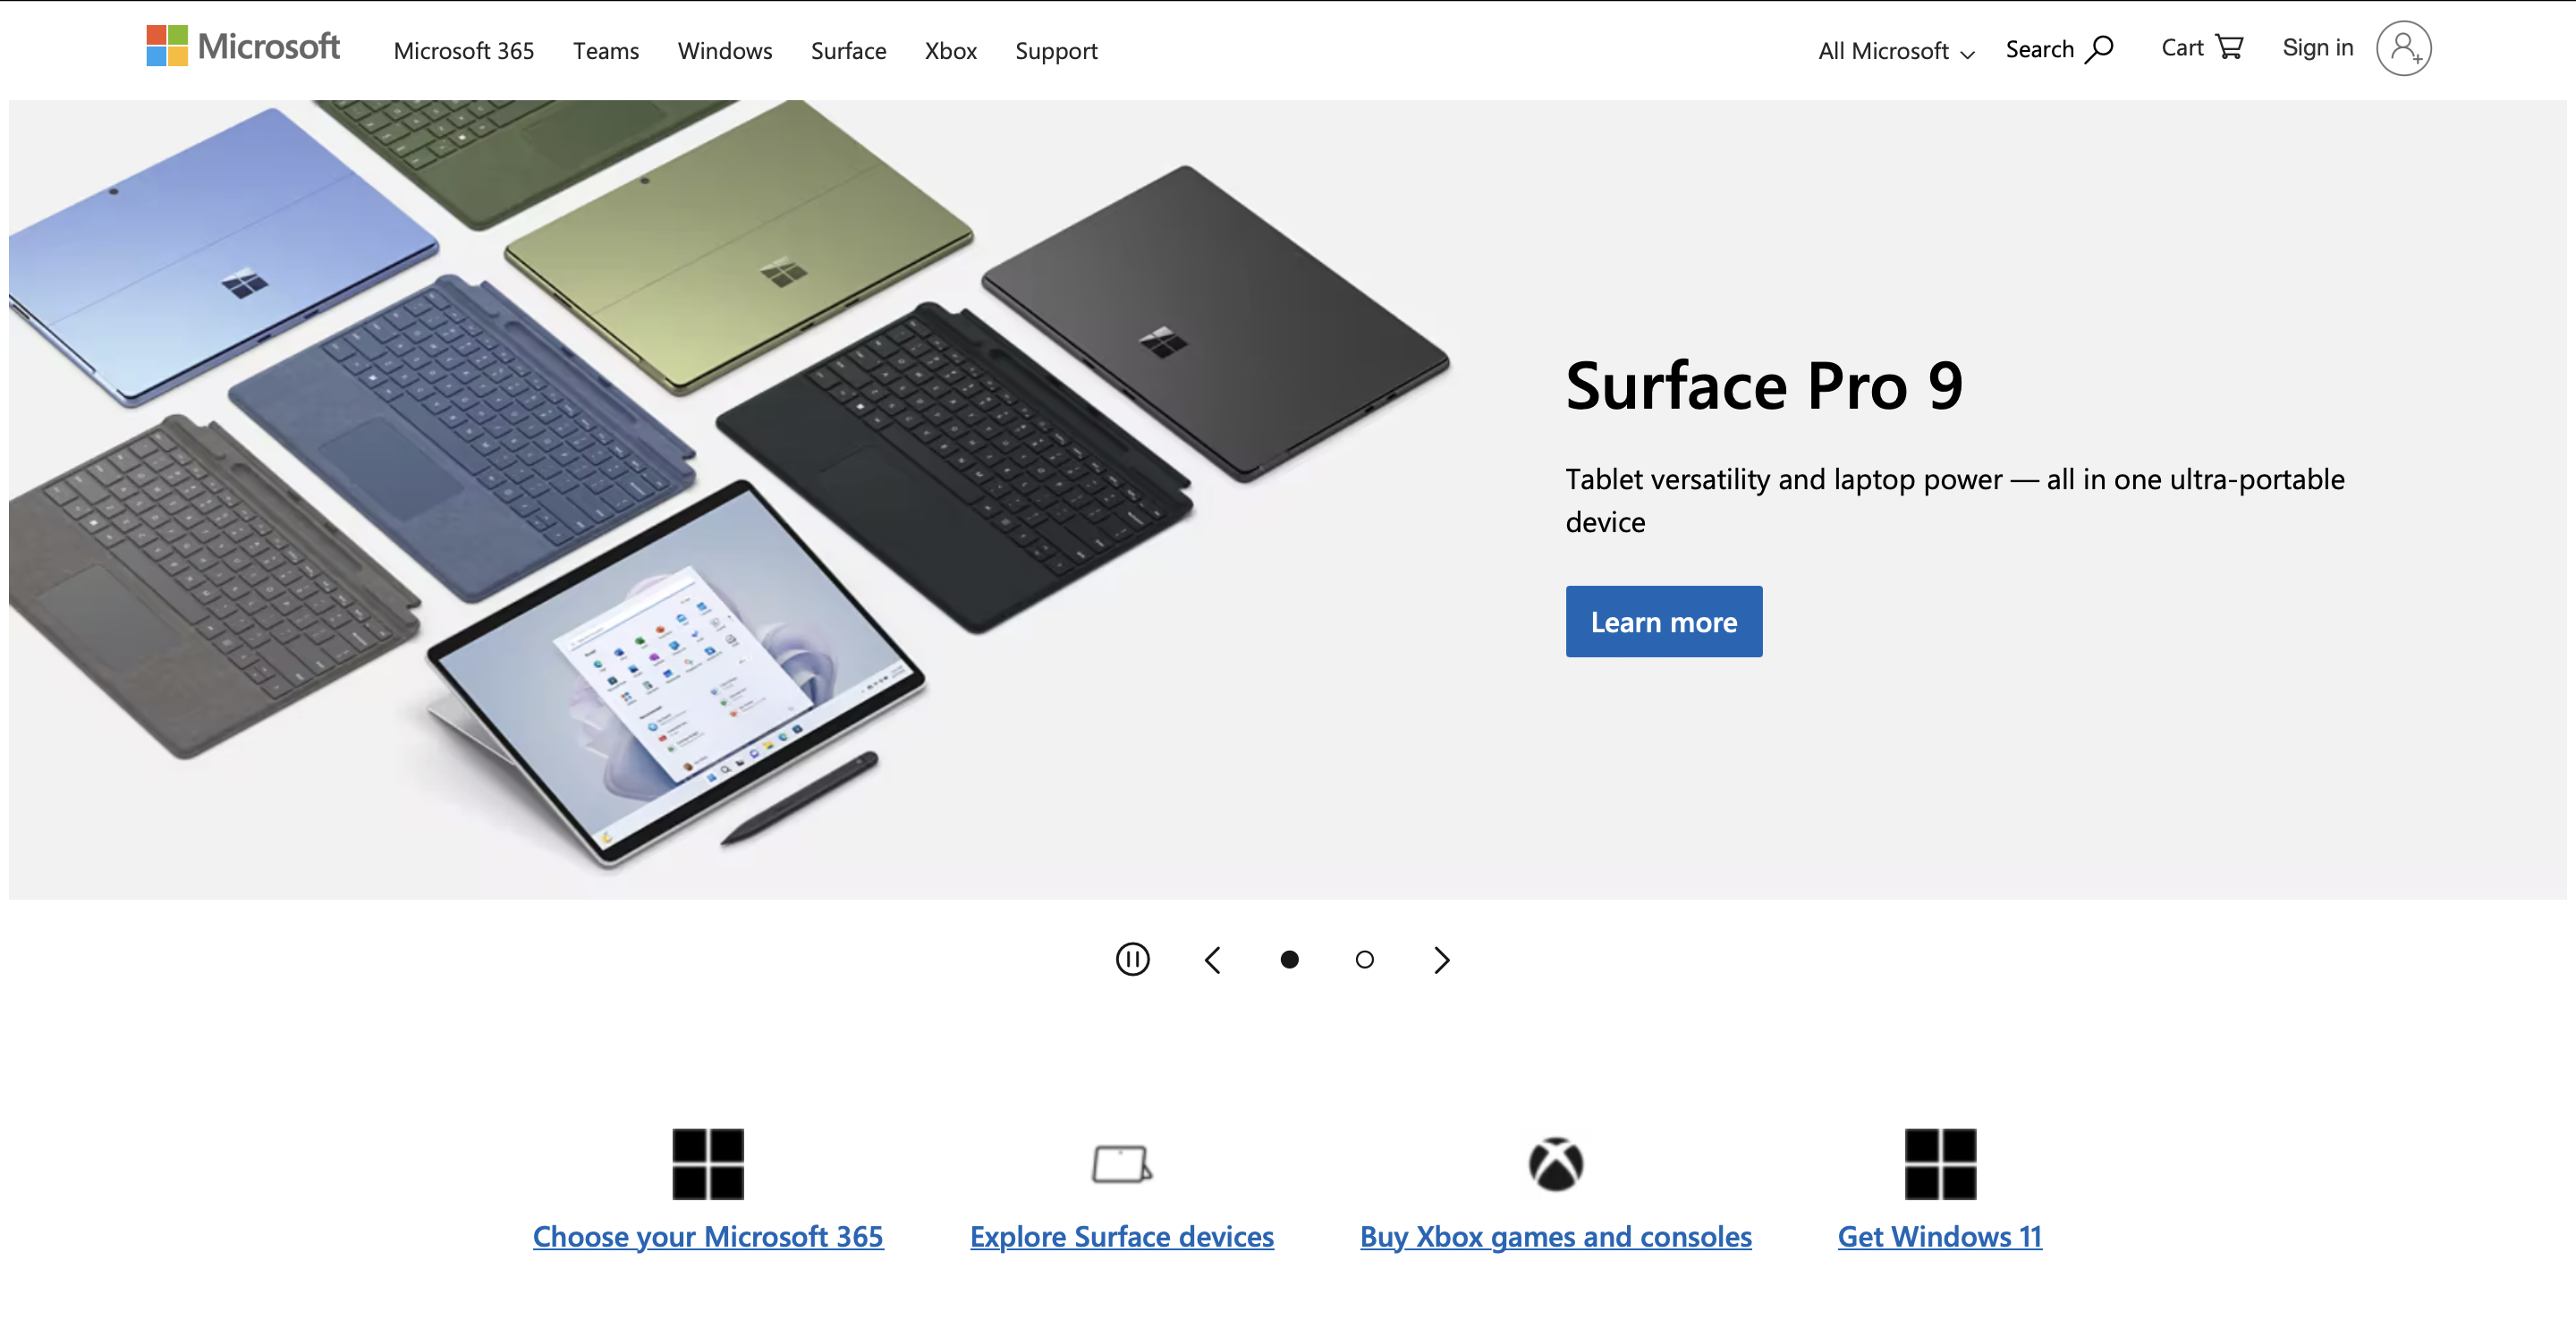 Microsoft
Microsoft 365
Teams
Windows
Surface
Xbox
Support
All Microsoft
Search
Cart
Sign in
Surface Pro 9
Tablet versatility and laptop power — all in one ultra-portable
device
Learn more
Choose your Microsoft 365
Explore Surface devices
Buy Xbox games and consoles
Get Windows 11